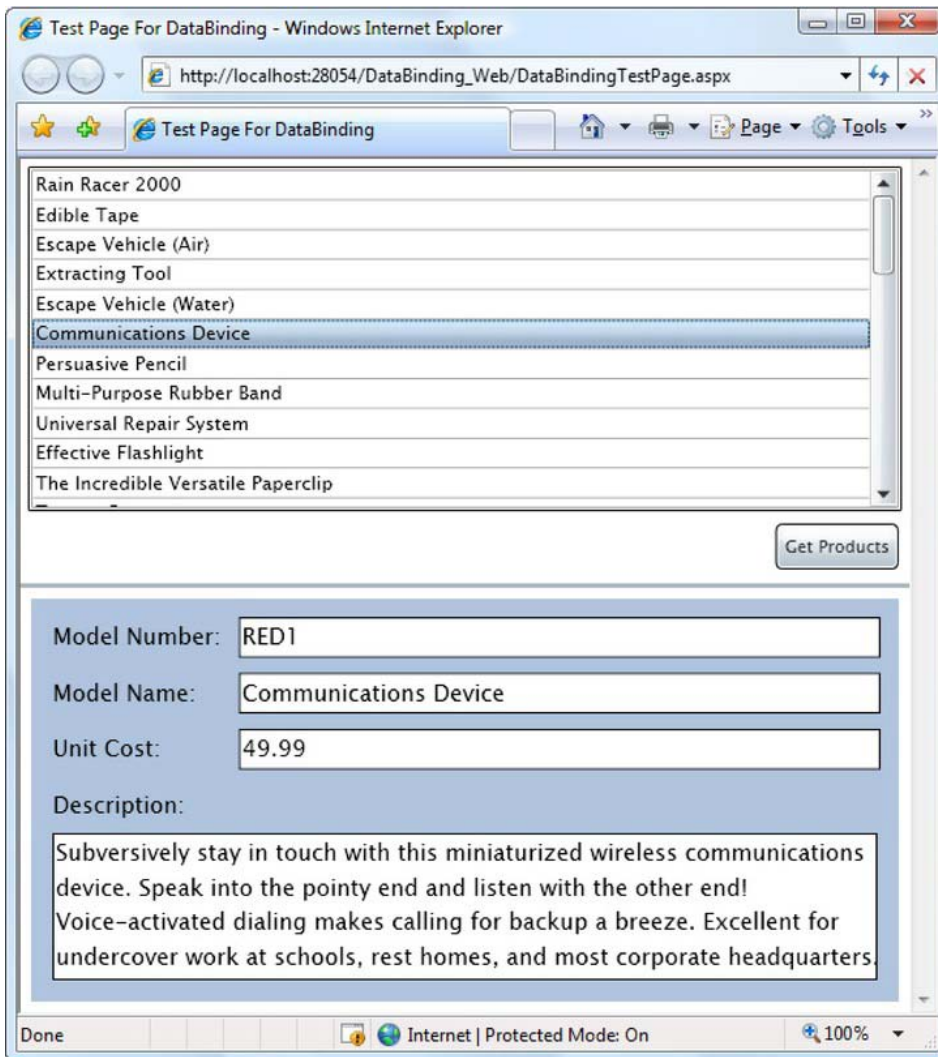 Test Page For DataBinding - Windows Internet Explorer
http://localhost:28054/DataBinding_Web/DataBindingTestPage.aspx
Test Page For DataBinding
Page
Tools
Rain Racer 2000
Edible Tape
Escape Vehicle (Air)
Extracting Tool
Escape Vehicle (Water)
Communications Device
Persuasive Pencil
Multi-Purpose Rubber Band
Universal Repair System
Effective Flashlight
The Incredible Versatile Paperclip
Get Products
Model Number: RED1
Model Name: Communications Device
Unit Cost: 49.99
Description:
Subversively stay in touch with this miniaturized wireless communications
device. Speak into the pointy end and listen with the other end!
Voice-activated dialing makes calling for backup a breeze. Excellent for
undercover work at schools, rest homes, and most corporate headquarters.
Done
Internet | Protected Mode: On
100%